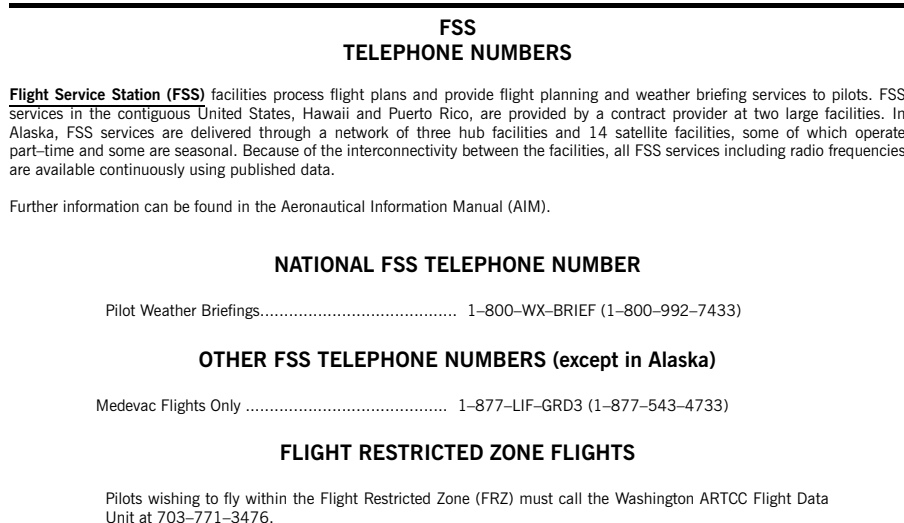 FSS
TELEPHONE NUMBERS
Flight Service Station (FSS) facilities process flight plans and provide flight planning and weather briefing services to pilots. FSS
services in the contiguous United States, Hawaii and Puerto Rico, are provided by a contract provider at two large facilities. In
Alaska, FSS services are delivered through a network of three hub facilities and 14 satellite facilities, some of which operate
part–time and some are seasonal. Because of the interconnectivity between the facilities, all FSS services including radio frequencies
are available continuously using published data.
Further information can be found in the Aeronautical Information Manual (AIM).
NATIONAL FSS TELEPHONE NUMBER
Pilot Weather Briefings......................................... 1–800–WX–BRIEF (1–800–992–7433)
OTHER FSS TELEPHONE NUMBERS (except in Alaska)
Medevac Flights Only .......................................... 1–877–LIF–GRD3 (1–877–543–4733)
FLIGHT RESTRICTED ZONE FLIGHTS
Pilots wishing to fly within the Flight Restricted Zone (FRZ) must call the Washington ARTCC Flight Data
Unit at 703–771–3476.